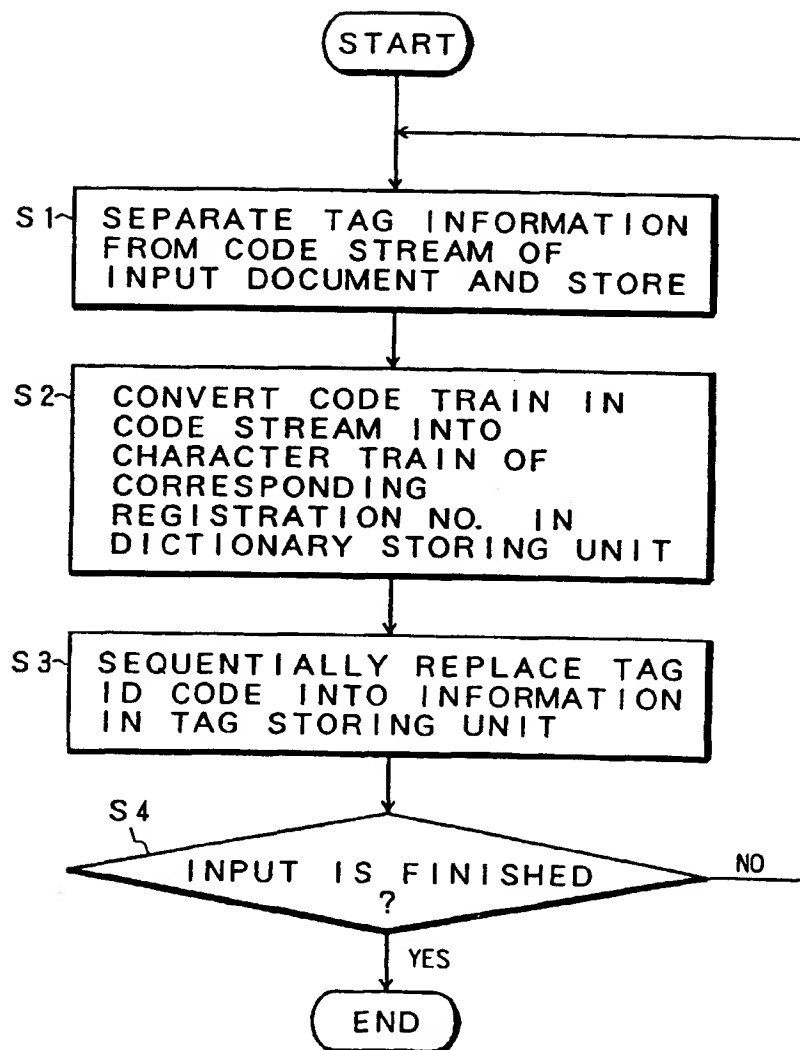 START
S1
SEPARATE TAG INFORMATION
FROM CODE STREAM OF
INPUT DOCUMENT AND STORE
S2
CONVERT CODE TRAIN IN
CODE STREAM INTO
CHARACTER TRAIN OF
CORRESPONDING
REGISTRATION NO. IN
DICTIONARY STORING UNIT
S3
SEQUENTIALLY REPLACE TAG
ID CODE INTO INFORMATION
IN TAG STORING UNIT
S4
INPUT IS FINISHED
?
NO
YES
END